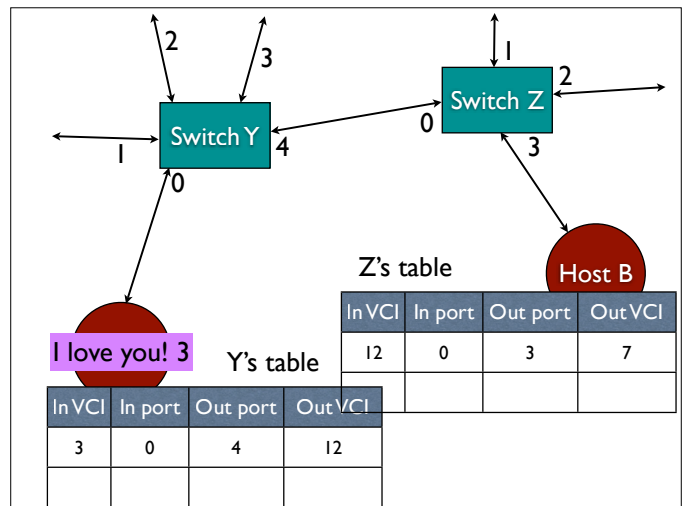 2
3
1
2
Switch Z
Switch Y
0
4
1
0
3
Z's table
Host B
In VCI In port Out port Out VCI
12 0 3 7
I love you! 3
Y's table
In VCI In port Out port Out VCI
3 0 4 12